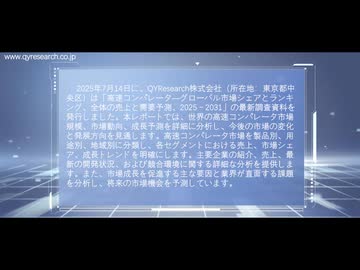 www.qyresearch.co.jp
2025年7月14日に、QYResearch株式会社（所在地　東京都中
央区）は「高速コンパレーターグローバル市場シェアとランキ
ング、全体の売上と需要予測、2025～2031」の最新調査資料を
発行しました。本レポートでは、世界の高速コンパレータ市場
規模、市場動向、成長予測を詳細に分析し、今後の市場の変化
と発展方向を見通します。高速コンパレータ市場を製品別、用
途別、地域別に分類し、各セグメントにおける売上、市場シェ
ア、成長トレンドを明確にします。主要企業の紹介、売上、最
新の開発状況、および競合環境に関する詳細な分析を提供しま
す。また、市場成長を促進する主な要因と業界が直面する課題
を分析し、将来の市場機会を予測しています。